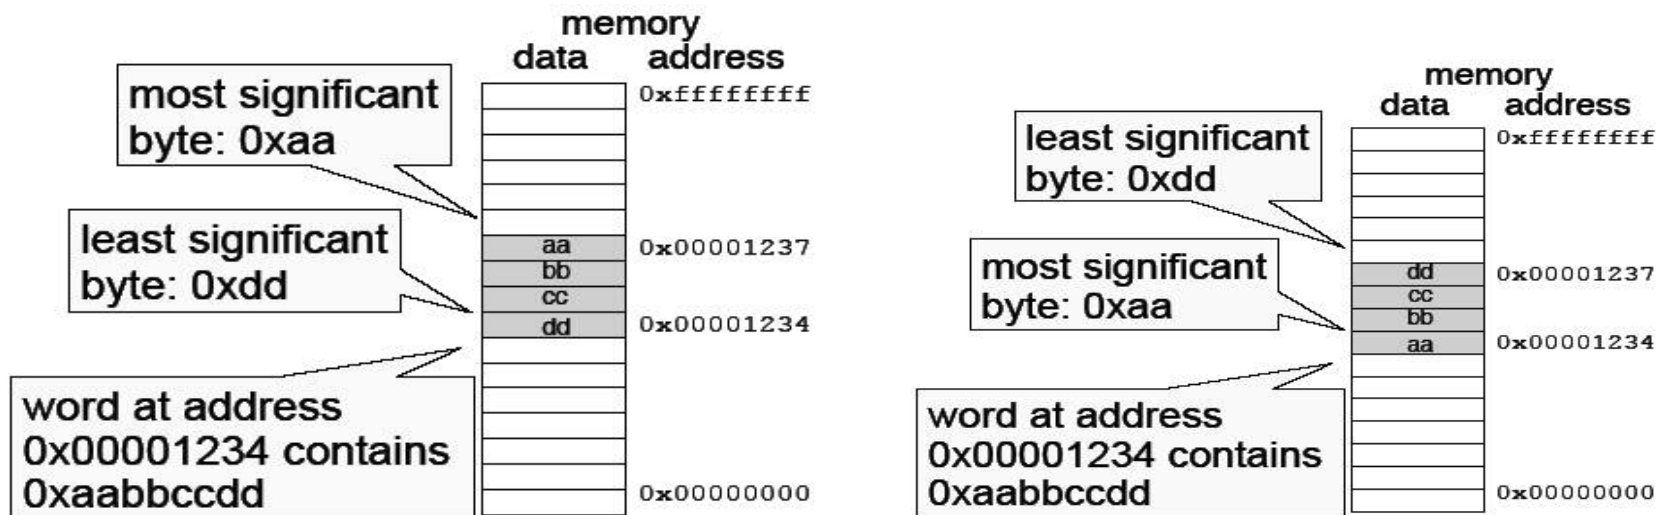 memory
data address
most significant
byte: 0xaa
0xffffffff
least significant
byte: 0xdd
aa 0x00001237
bb
cc
dd 0x00001234
word at address
0x00001234 contains
0xaabbccdd
0x00000000
memory
data address
least significant
byte: 0xdd
0xffffffff
most significant
byte: 0xaa
dd 0x00001237
cc
bb
aa 0x00001234
word at address
0x00001234 contains
0xaabbccdd
0x00000000